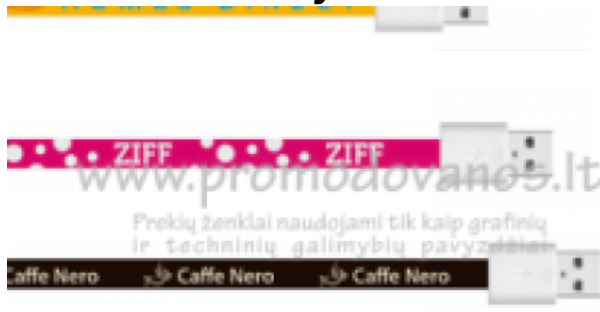 ZIFF ZIFF
www.promodovanos.lt
Prekių ženklai naudojami tik kaip grafinių
ir techninių galimybių pavyzdžiai
Caffe Nero Caffe Nero Caffe Nero